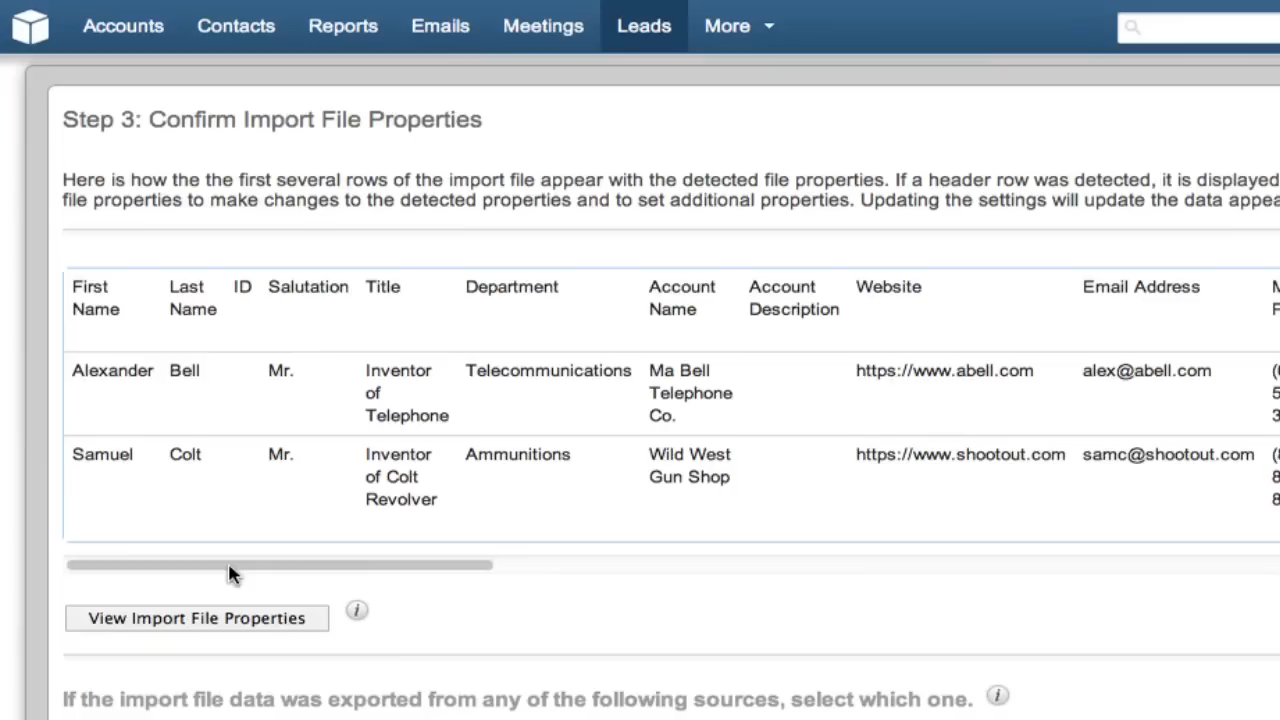 Accounts Contacts Reports Emails Meetings Leads More
Step 3: Confirm Import File Properties
Here is how the the first several rows of the import file appear with the detected file properties. If a header row was detected, it is displayed
file properties to make changes to the detected properties and to set additional properties. Updating the settings will update the data
First Last ID Salutation Title Department Account Account Website Email Address
Name Name Name Description
Alexander Bell Mr. Inventor Telecommunications Ma Bell https://www.abell.com alex@abell.com
of Telephone
Telephone Co.
Samuel Colt Mr. Inventor Ammunitions Wild West https://www.shootout.com samc@shootout.com
of Colt Gun Shop
Revolver
View Import File Properties i
If the import file data was exported from any of the following sources, select which one. i